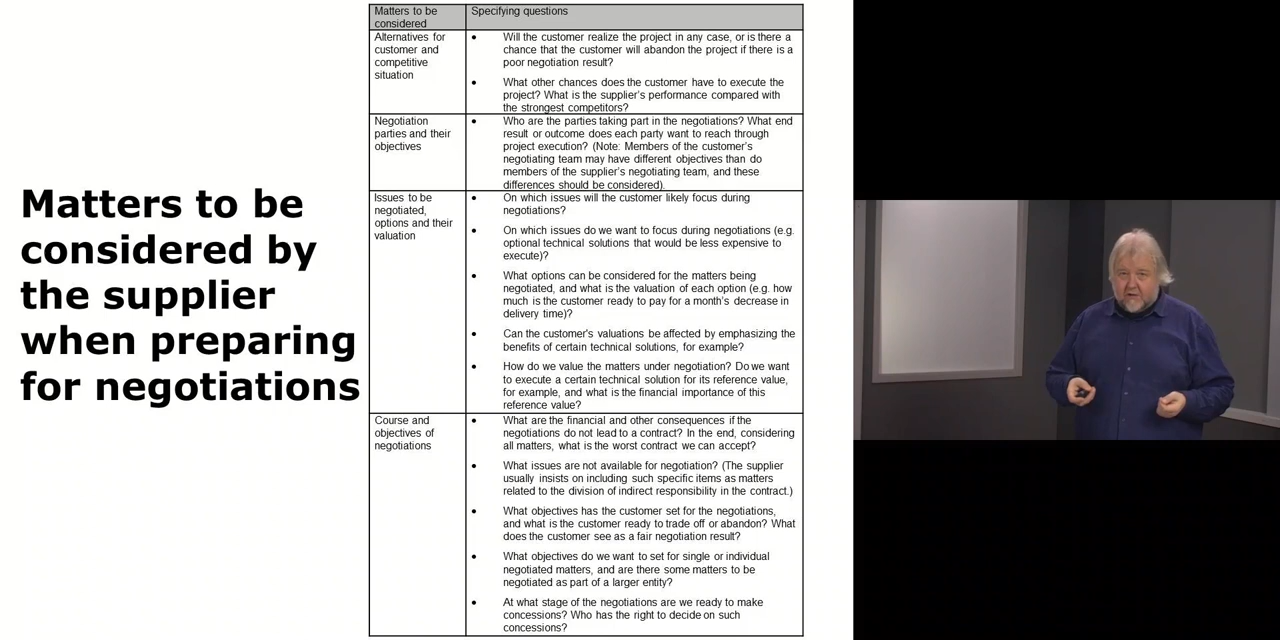 Matters to be
considered by
the supplier
when preparing
for negotiations
Matters to be
considered
Specifying questions
Alternatives for
customer and
competitive
situation
• Will the customer realize the project in any case, or is there a
chance that the customer will abandon the project if there is a
poor negotiation result?
• What other chances does the customer have to execute the
project? What is the supplier's performance compared with
the strongest competitors?
Negotiation
parties and their
objectives
• Who are the parties taking part in the negotiations? What end
result or outcome does each party want to reach through
project execution? (Note: Members of the customer's
negotiating team may have different objectives than do
members of the supplier's negotiating team, and these
differences should be considered).
Issues to be
negotiated,
options and their
valuation
• On which issues will the customer likely focus during
negotiations?
• On which issues do we want to focus during negotiations (e.g.
optional technical solutions that would be less expensive to
execute)?
• What options can be considered for the matters being
negotiated, and what is the valuation of each option (e.g. how
much is the customer ready to pay for a month's decrease in
delivery time)?
• Can the customer's valuations be affected by emphasizing the
benefits of certain technical solutions, for example?
• How do we value the matters under negotiation? Do we want
to execute a certain technical solution for its reference value,
for example, and what is the financial importance of this
reference value?
Course and
objectives of
negotiations
• What are the financial and other consequences if the
negotiations do not lead to a contract? In the end, considering
all matters, what is the worst contract we can accept?
• What issues are not available for negotiation? (The supplier
usually insists on including such specific items as matters
related to the division of indirect responsibility in the contract.)
• What objectives has the customer set for the negotiations,
and what is the customer ready to trade off or abandon? What
does the customer see as a fair negotiation result?
• What objectives do we want to set for single or individual
negotiated matters, and are there some matters to be
negotiated as part of a larger entity?
• At what stage of the negotiations are we ready to make
concessions? Who has the right to decide on such
concessions?